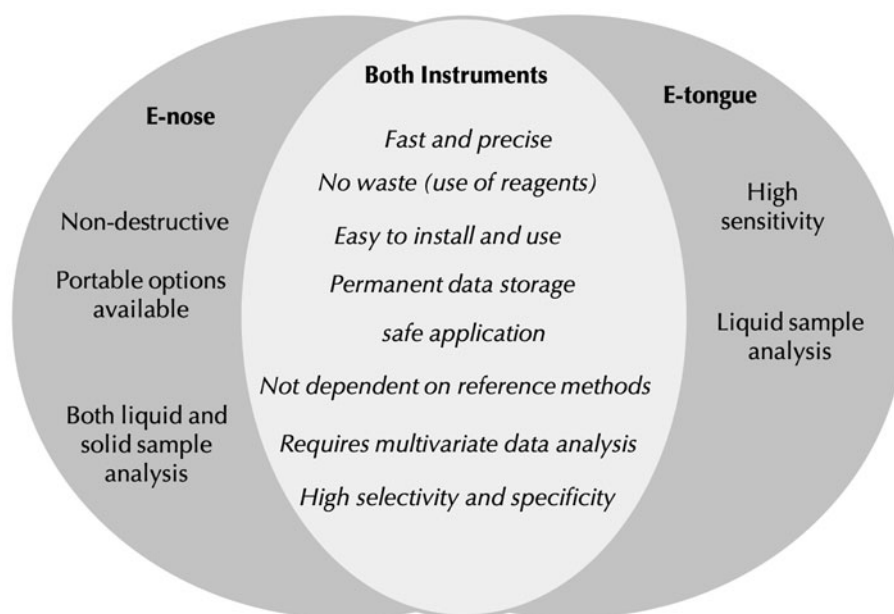 E-nose
Non-destructive
Portable options
available
Both liquid and
solid sample
analysis
Both Instruments
Fast and precise
No waste (use of reagents)
Easy to install and use
Permanent data storage
safe application
Not dependent on reference methods
Requires multivariate data analysis
High selectivity and specificity
E-tongue
High
sensitivity
Liquid sample
analysis